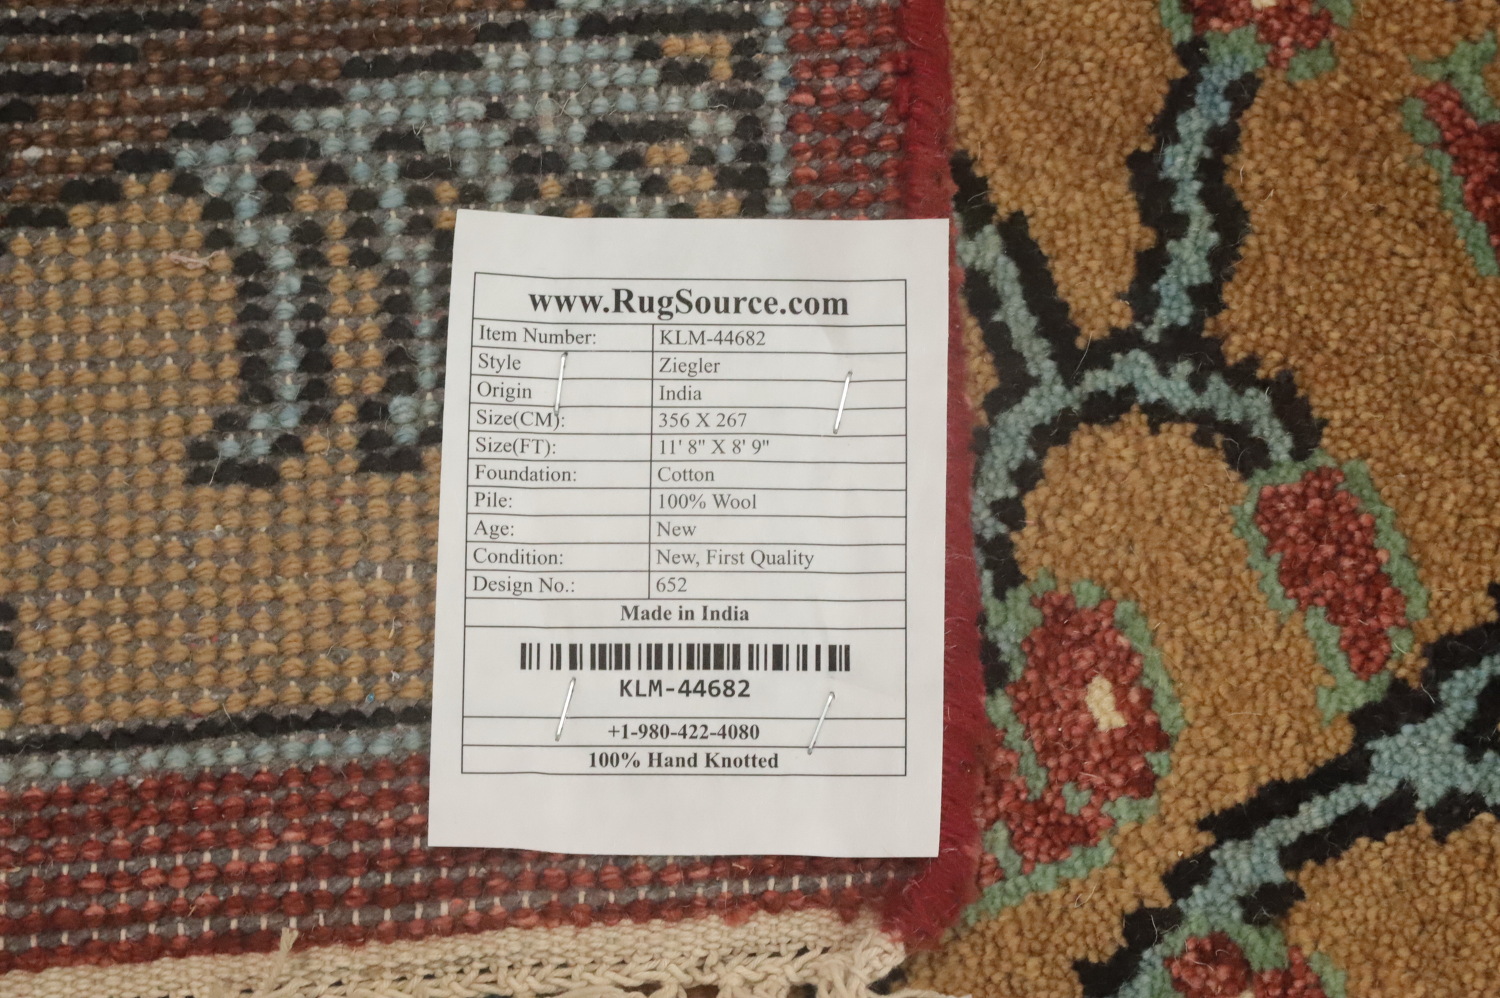 www.RugSource.com
Item Number: KLM-44682
Style Ziegler
Origin India
Size(CM): 356 X 267
Size(FT): 11' 8" X 8' 9"
Foundation: Cotton
Pile: 100% Wool
Age: New
Condition: New, First Quality
Design No.: 652
Made in India
KLM-44682
+1-980-422-4080
100% Hand Knotted